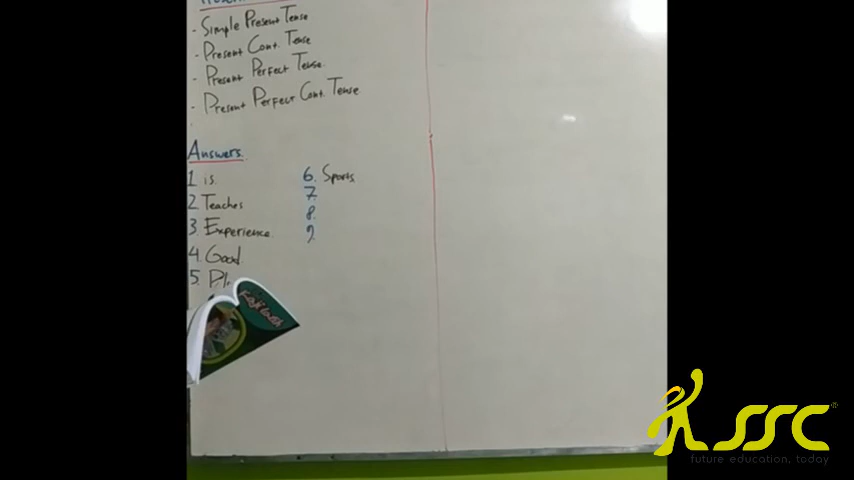 - Simple Present Tense
- Present Cont. Tense
- Present Perfect Tense.
- Present Perfect Cont. Tense
Answers.
1 is.
2. Teaches
3. Experience.
4. Good.
5.
6. Sports.
7.
8.
9.
SSC
future education, today